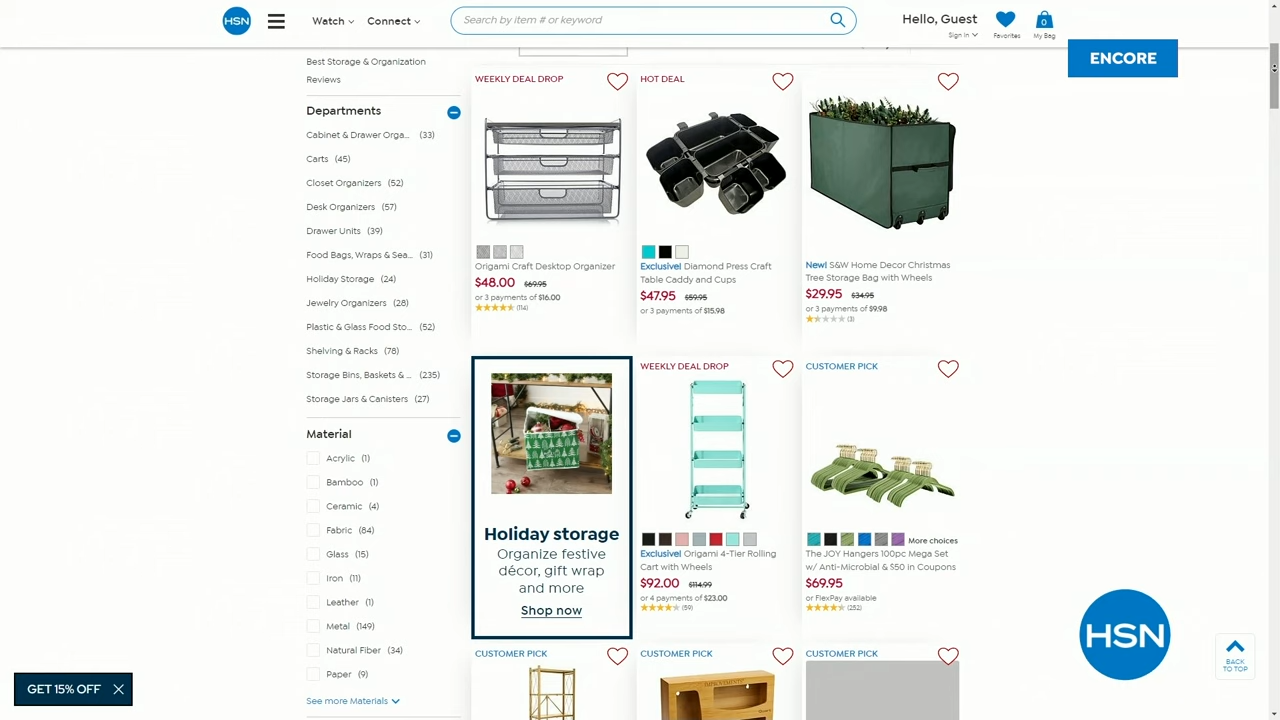 HSN
Watch
Connect
Search by item # or keyword
Hello, Guest
Sign In
Favorites
0
My Bag
ENCORE
Best Storage & Organization
Reviews
Departments
Cabinet & Drawer Orga... (33)
Carts (45)
Closet Organizers (52)
Desk Organizers (57)
Drawer Units (39)
Food Bags, Wraps & Sea... (31)
Holiday Storage (24)
Jewelry Organizers (28)
Plastic & Glass Food Sto... (52)
Shelving & Racks (78)
Storage Bins, Baskets & ... (235)
Storage Jars & Canisters (27)
Material
Acrylic (1)
Bamboo (1)
Ceramic (4)
Fabric (84)
Glass (15)
Iron (11)
Leather (1)
Metal (149)
Natural Fiber (34)
Paper (9)
See more Materials
WEEKLY DEAL DROP
Origami Craft Desktop Organizer
$48.00 $69.95
or 3 payments of $16.00
(114)
HOT DEAL
Exclusive! Diamond Press Craft
Table Caddy and Cups
$47.95 $59.95
or 3 payments of $15.98
New! S&W Home Decor Christmas
Tree Storage Bag with Wheels
$29.95 $34.95
or 3 payments of $9.98
(3)
Holiday storage
Organize festive
décor, gift wrap
and more
Shop now
WEEKLY DEAL DROP
Exclusive! Origami 4-Tier Rolling
Cart with Wheels
$92.00 $114.99
or 4 payments of $23.00
(59)
CUSTOMER PICK
More choices
The JOY Hangers 100pc Mega Set
w/ Anti-Microbial & $50 in Coupons
$69.95
or FlexPay available
(252)
CUSTOMER PICK
CUSTOMER PICK
CUSTOMER PICK
GET 15% OFF
HSN
BACK
TO TOP